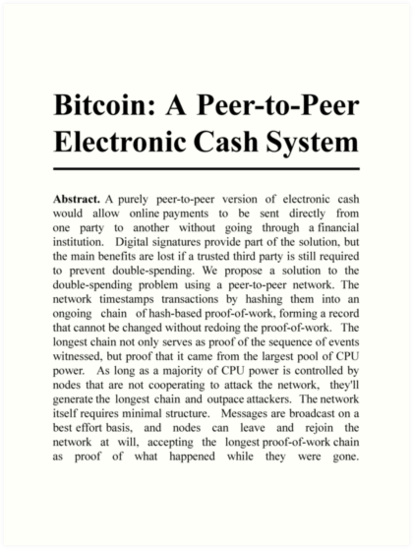 Bitcoin: A Peer-to-Peer
Electronic Cash System
Abstract. A purely peer-to-peer version of electronic cash
would allow online payments to be sent directly from
one party to another without going through a financial
institution. Digital signatures provide part of the solution, but
the main benefits are lost if a trusted third party is still required
to prevent double-spending. We propose a solution to the
double-spending problem using a peer-to-peer network. The
network timestamps transactions by hashing them into an
ongoing chain of hash-based proof-of-work, forming a record
that cannot be changed without redoing the proof-of-work. The
longest chain not only serves as proof of the sequence of events
witnessed, but proof that it came from the largest pool of CPU
power. As long as a majority of CPU power is controlled by
nodes that are not cooperating to attack the network, they'll
generate the longest chain and outpace attackers. The network
itself requires minimal structure. Messages are broadcast on a
best effort basis, and nodes can leave and rejoin the
network at will, accepting the longest proof-of-work chain
as proof of what happened while they were gone.